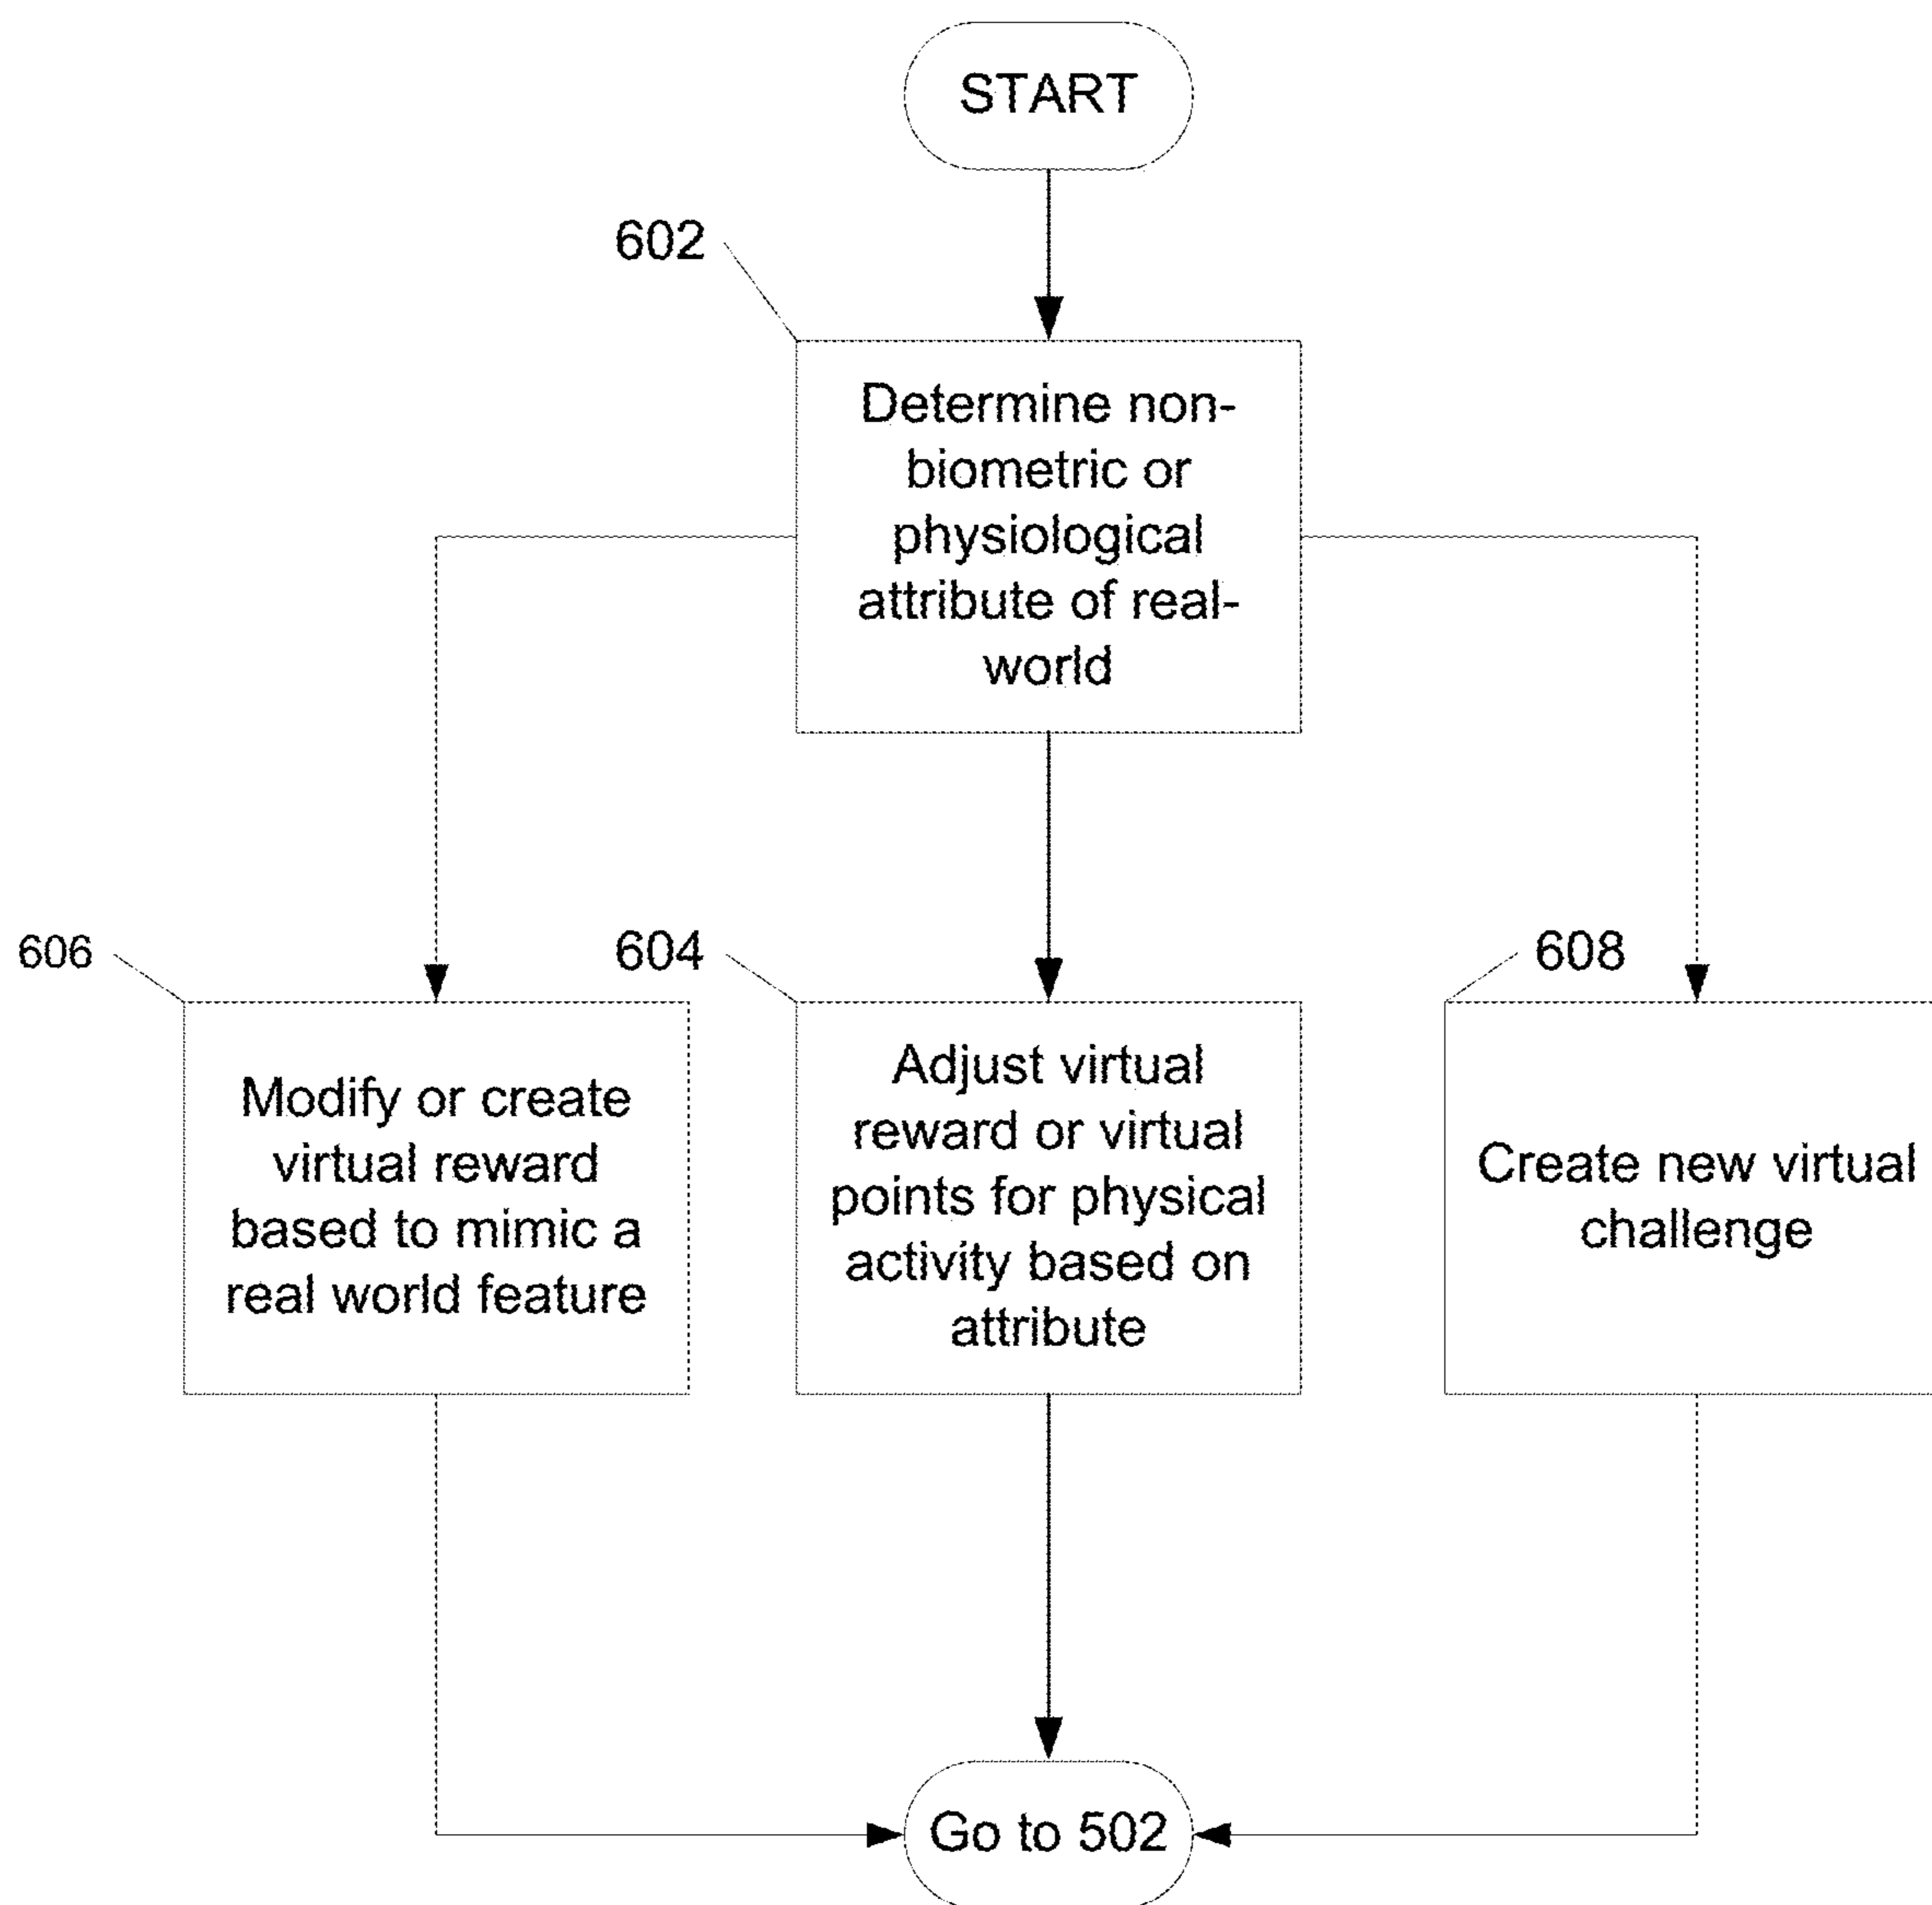 START
602
Determine non-
biometric or
physiological
attribute of real-
world
606
604
608
Modify or create
virtual reward
based to mimic a
real world feature
Adjust virtual
reward or virtual
points for physical
activity based on
attribute
Create new virtual
challenge
Go to 502